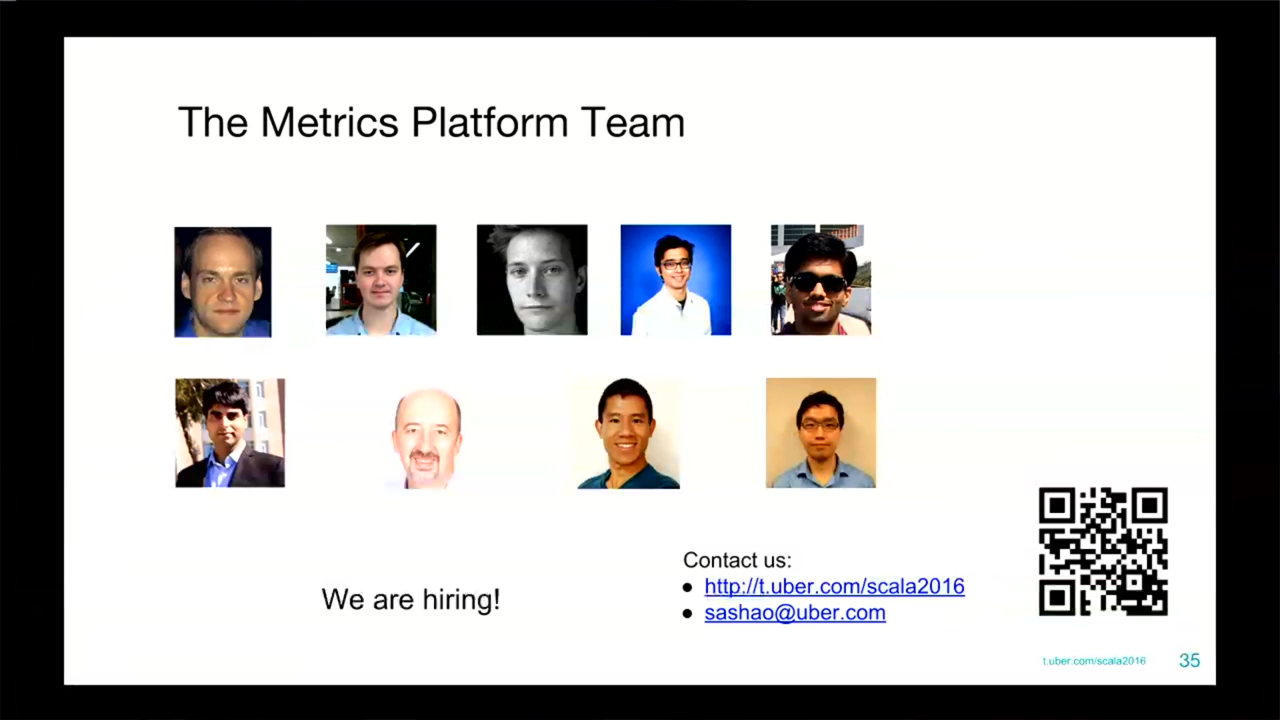 The Metrics Platform Team
We are hiring!
Contact us:
● http://t.uber.com/scala2016
● sashao@uber.com
t.uber.com/scala2016
35